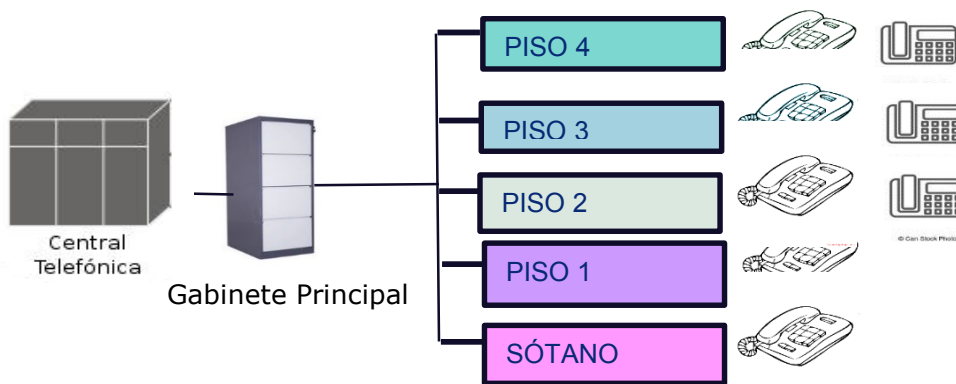 PISO 4
PISO 3
PISO 2
PISO 1
SÓTANO
Central
Telefónica
Gabinete Principal
© Can Stock Photo